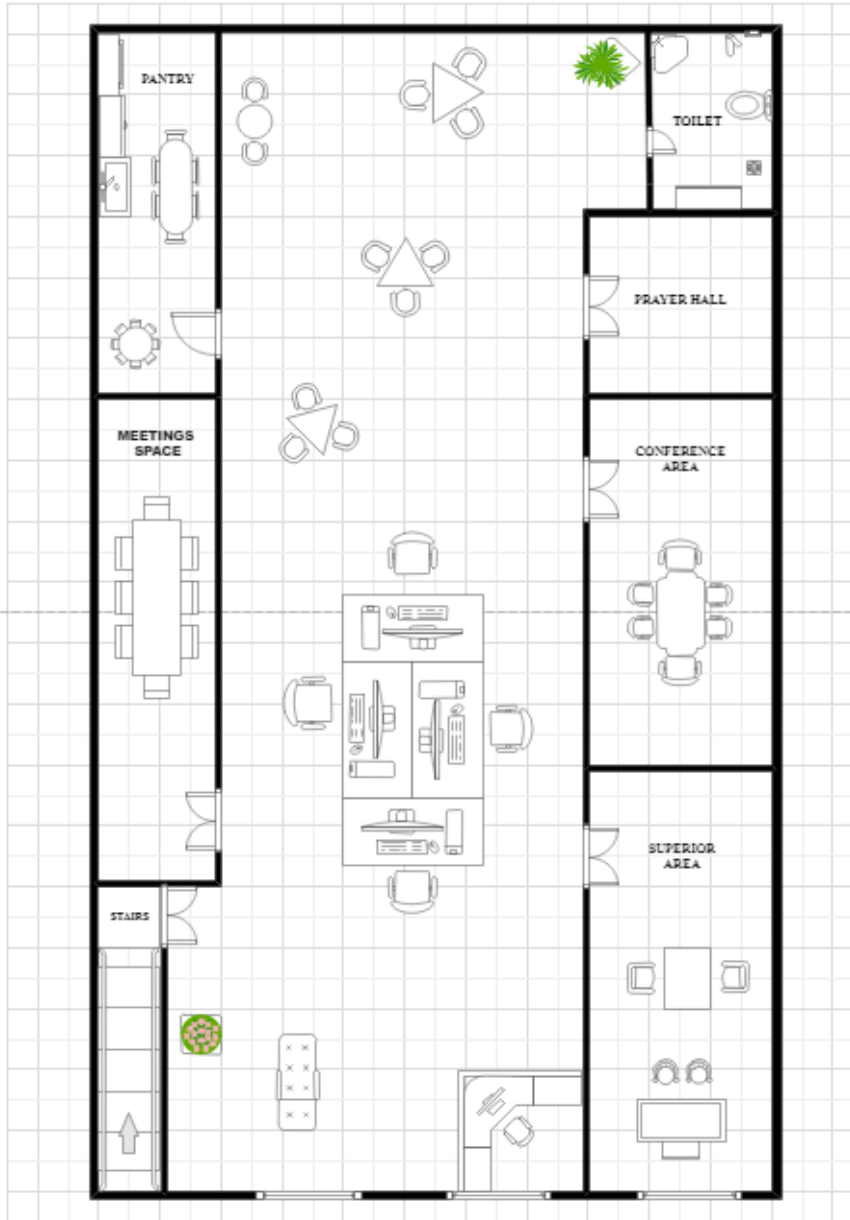 PANTRY
TOILET
PRAYER HALL
MEETINGS
SPACE
CONFERENCE
AREA
SUPERIOR
AREA
STAIRS